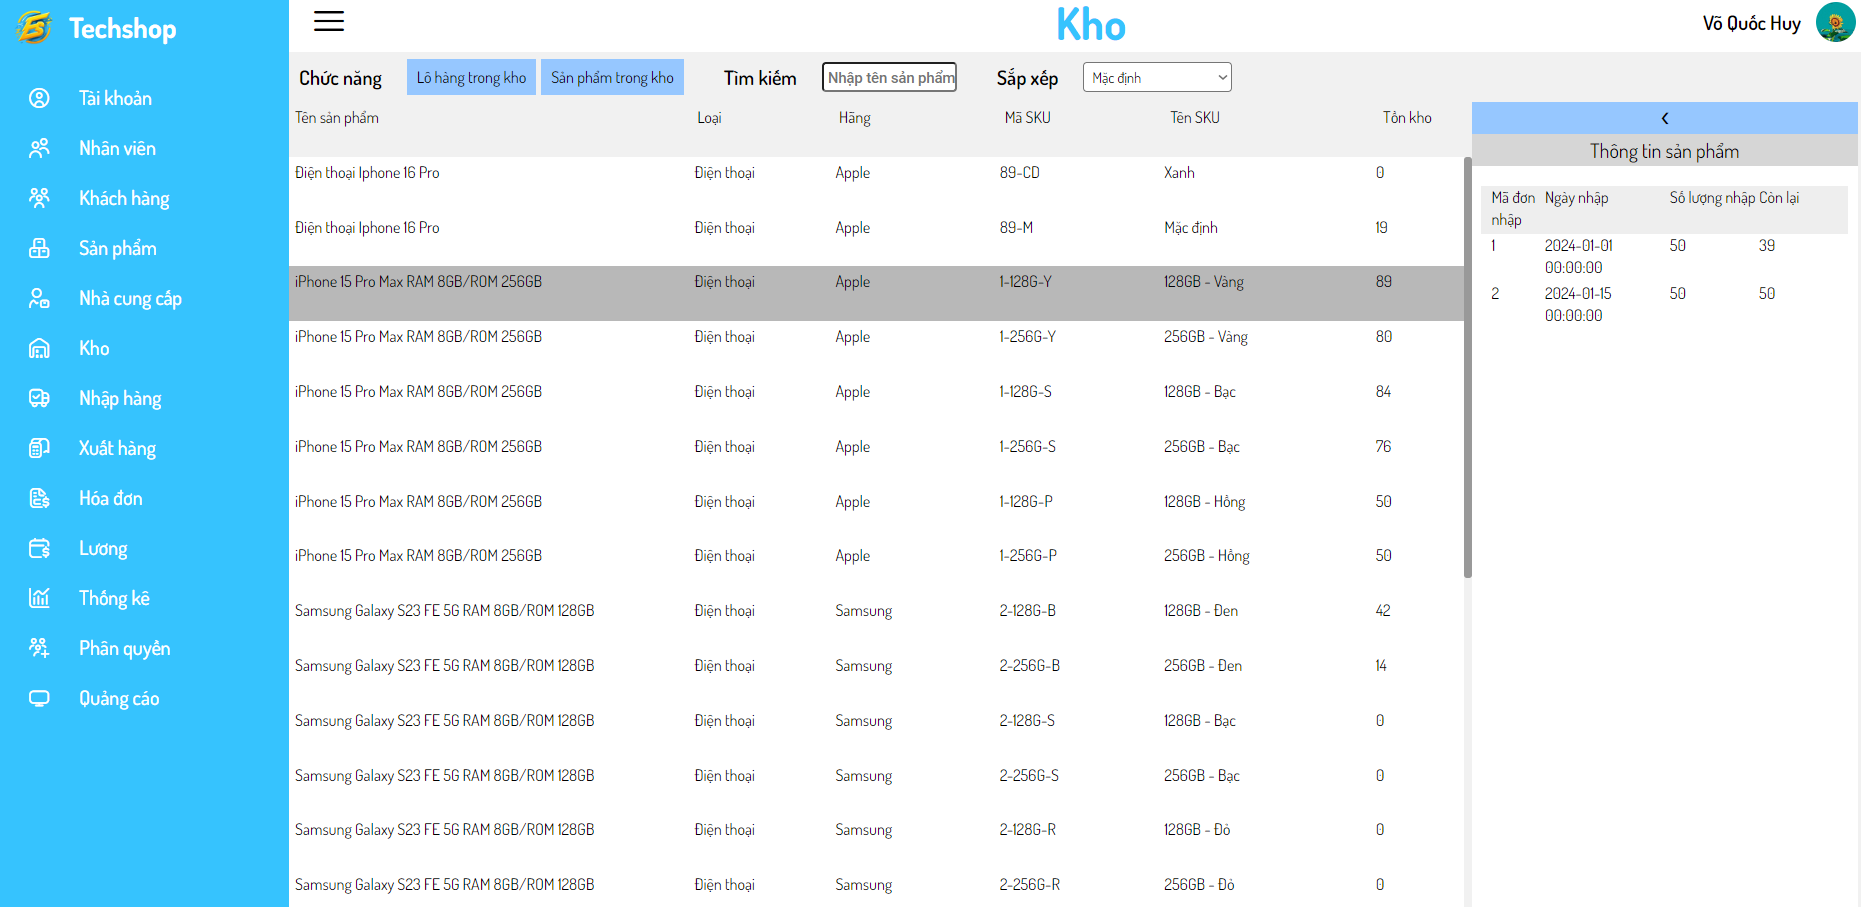 Techshop
Tài khoản
Nhân viên
Khách hàng
Sản phẩm
Nhà cung cấp
Kho
Nhập hàng
Xuất hàng
Hóa đơn
Lương
Thống kê
Phân quyền
Quảng cáo
Kho
Võ Quốc Huy
Chức năng Lô hàng trong kho Sản phẩm trong kho Tìm kiếm Nhập tên sản phẩm Sắp xếp Mặc định
Tên sản phẩm Loại Hãng Mã SKU Tên SKU Tồn kho
Điện thoại Iphone 16 Pro Điện thoại Apple 89-CD Xanh 0
Điện thoại Iphone 16 Pro Điện thoại Apple 89-M Mặc định 19
iPhone 15 Pro Max RAM 8GB/ROM 256GB Điện thoại Apple 1-128G-Y 128GB - Vàng 89
iPhone 15 Pro Max RAM 8GB/ROM 256GB Điện thoại Apple 1-256G-Y 256GB - Vàng 80
iPhone 15 Pro Max RAM 8GB/ROM 256GB Điện thoại Apple 1-128G-S 128GB - Bạc 84
iPhone 15 Pro Max RAM 8GB/ROM 256GB Điện thoại Apple 1-256G-S 256GB - Bạc 76
iPhone 15 Pro Max RAM 8GB/ROM 256GB Điện thoại Apple 1-128G-P 128GB - Hồng 50
iPhone 15 Pro Max RAM 8GB/ROM 256GB Điện thoại Apple 1-256G-P 256GB - Hồng 50
Samsung Galaxy S23 FE 5G RAM 8GB/ROM 128GB Điện thoại Samsung 2-128G-B 128GB - Đen 42
Samsung Galaxy S23 FE 5G RAM 8GB/ROM 128GB Điện thoại Samsung 2-256G-B 256GB - Đen 14
Samsung Galaxy S23 FE 5G RAM 8GB/ROM 128GB Điện thoại Samsung 2-128G-S 128GB - Bạc 0
Samsung Galaxy S23 FE 5G RAM 8GB/ROM 128GB Điện thoại Samsung 2-256G-S 256GB - Bạc 0
Samsung Galaxy S23 FE 5G RAM 8GB/ROM 128GB Điện thoại Samsung 2-128G-R 128GB - Đỏ 0
Samsung Galaxy S23 FE 5G RAM 8GB/ROM 128GB Điện thoại Samsung 2-256G-R 256GB - Đỏ 0
Thông tin sản phẩm
Mã đơn Ngày nhập Số lượng nhập Còn lại
nhập
1 2024-01-01 50 39
00:00:00
2 2024-01-15 50 50
00:00:00